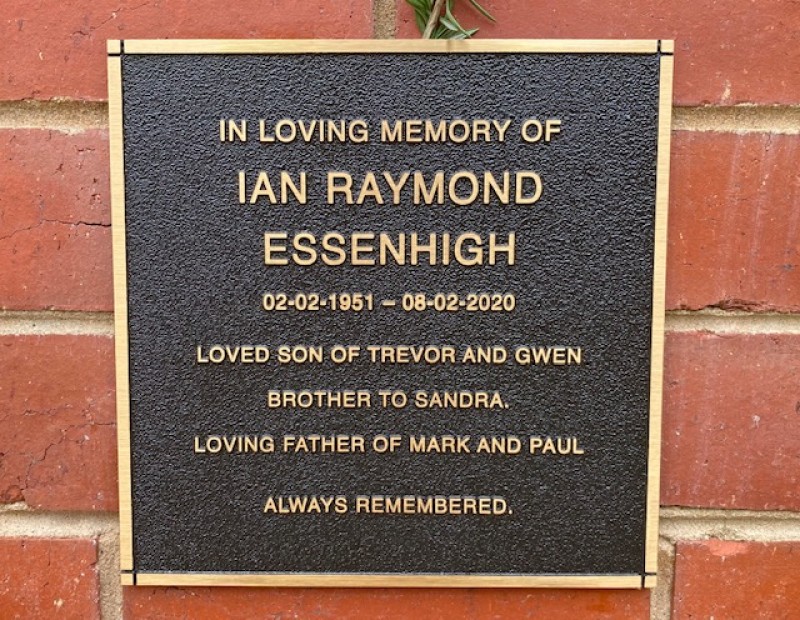 IN LOVING MEMORY OF
IAN RAYMOND
ESSENHIGH
02-02-1951 – 08-02-2020
LOVED SON OF TREVOR AND GWEN
BROTHER TO SANDRA.
LOVING FATHER OF MARK AND PAUL
ALWAYS REMEMBERED.